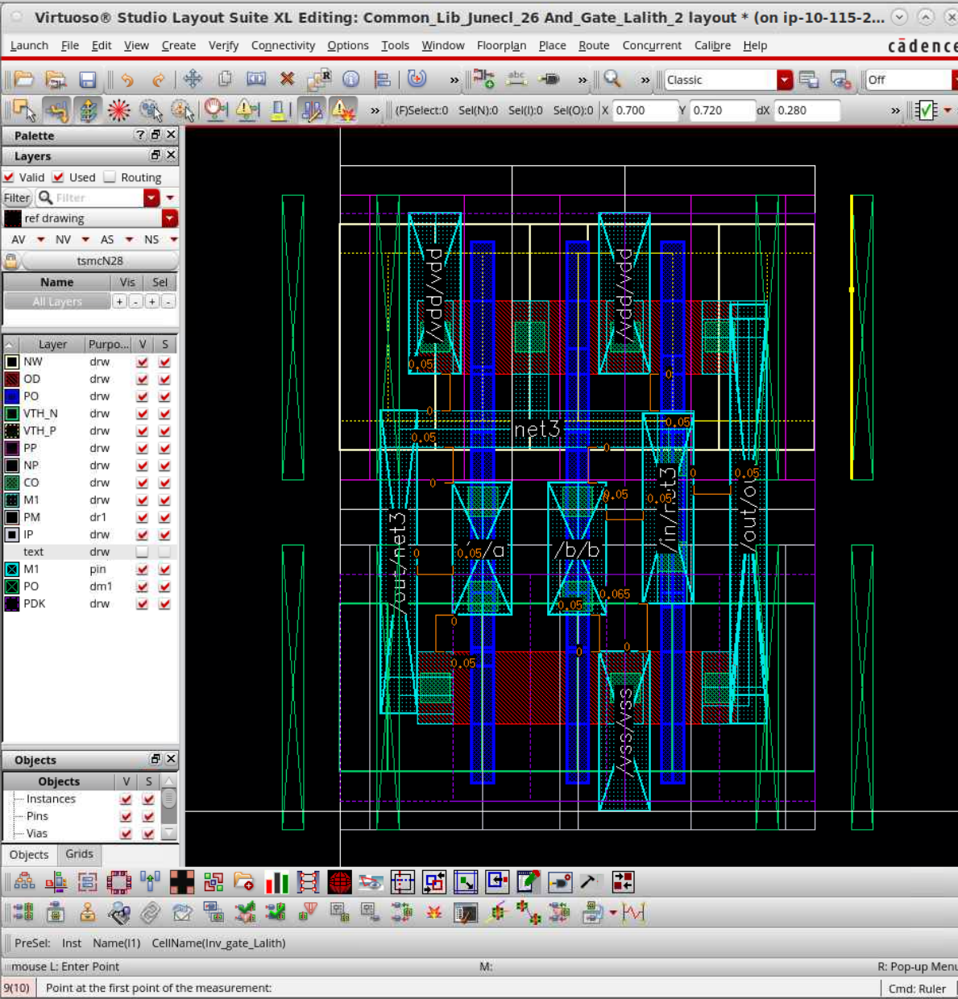 Virtuoso® Studio Layout Suite XL Editing: Common_Lib_Junecl_26 And_Gate_Lalith_2 layout * (on ip-10-115-2...
Launch File Edit View Create Verify Connectivity Options Tools Window Floorplan Place Route Concurrent Calibre Help cādence
R abc Classic Off
(F)Select:0 Sel(N):0 Sel(I):0 Sel(O):0 X 0.700 Y 0.720 dX 0.280
Palette
Layers
Valid Used Routing
Filter Filter
ref drawing
AV NV AS NS
tsmcN28
Name Vis Sel
All Layers + - + -
Layer Purpo... V S
NW drw
OD drw
PO drw
VTH_N drw
VTH_P drw
PP drw
NP drw
CO drw
M1 drw
PM dr1
IP drw
text drw
M1 pin
PO dm1
PDK drw
Objects
Objects V S
Instances
Pins
Vias
Objects Grids
/vdd/vdd
/vdd/vdd
0.05
0
0
0.05
net3
0.05
0
0
0
0.05
0.05
0.05
/out/net3
/a
/b/b
/in/net3
/out/ou
0
0.05
0.05
0.065
0
0
0
0.05
/vss/vss
PreSel: Inst Name(I1) CellName(Inv_gate_Lalith)
mouse L: Enter Point M: R: Pop-up Menu
9(10) Point at the first point of the measurement: Cmd: Ruler